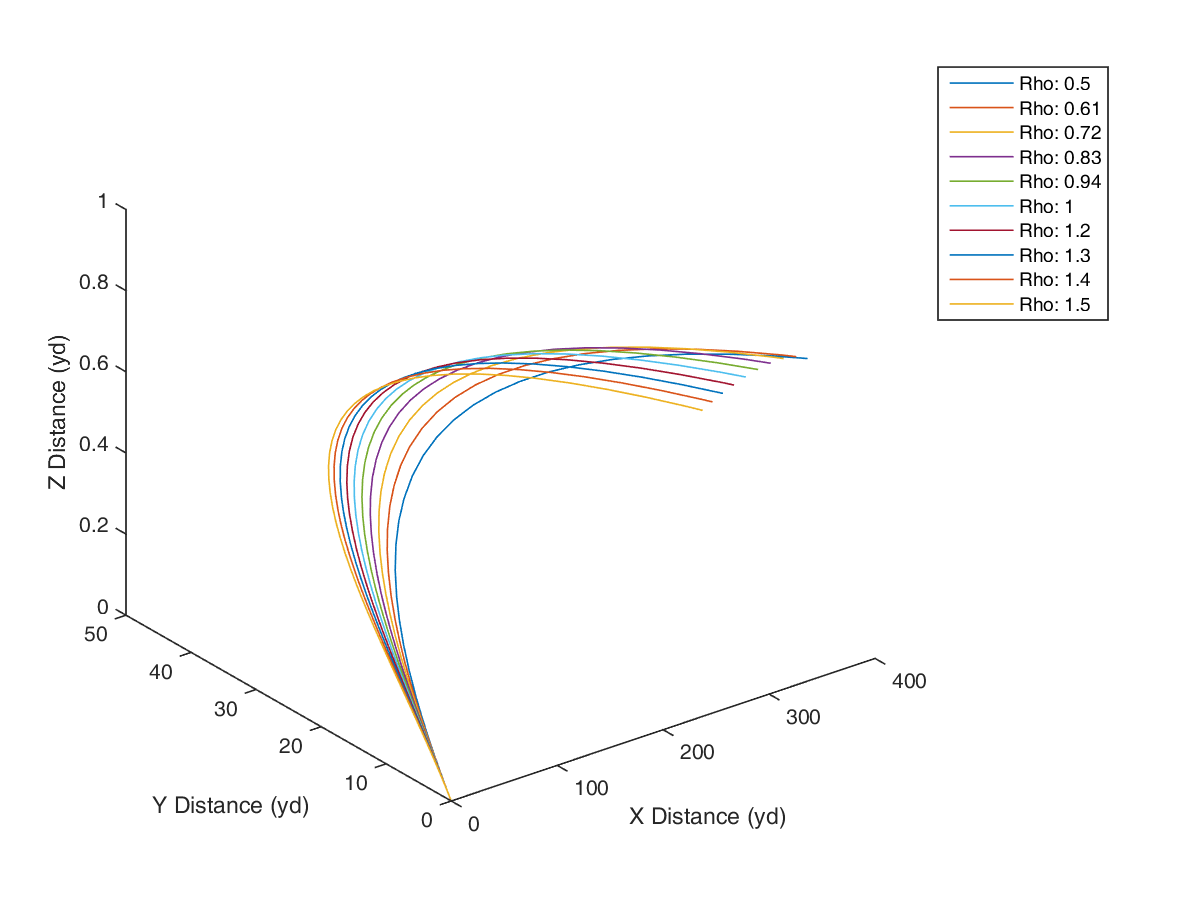 Rho: 0.5
Rho: 0.61
Rho: 0.72
Rho: 0.83
Rho: 0.94
Rho: 1
Rho: 1.2
Rho: 1.3
Rho: 1.4
Rho: 1.5
1
0.8
0.6
0.4
0.2
0
Z Distance (yd)
50
40
30
20
10
0
Y Distance (yd)
0
100
200
300
400
X Distance (yd)